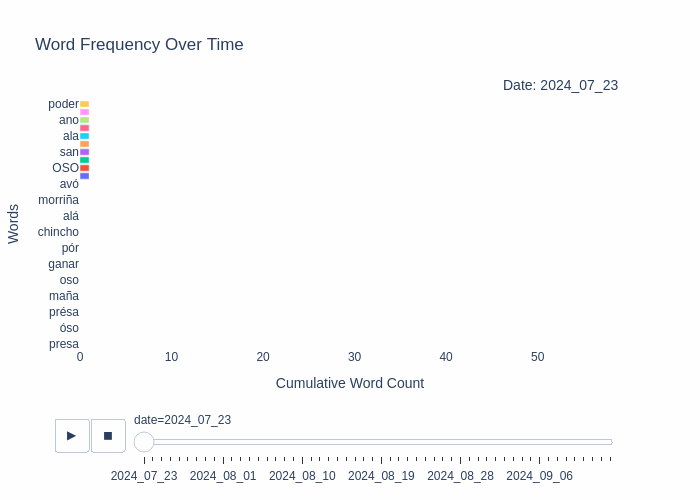 Word Frequency Over Time
Date: 2024_07_23
Words
poder
ano
ala
san
OSO
avó
morriña
alá
chincho
pór
ganar
oso
maña
présa
óso
presa
0 10 20 30 40 50
Cumulative Word Count
date=2024_07_23
2024_07_23 2024_08_01 2024_08_10 2024_08_19 2024_08_28 2024_09_06